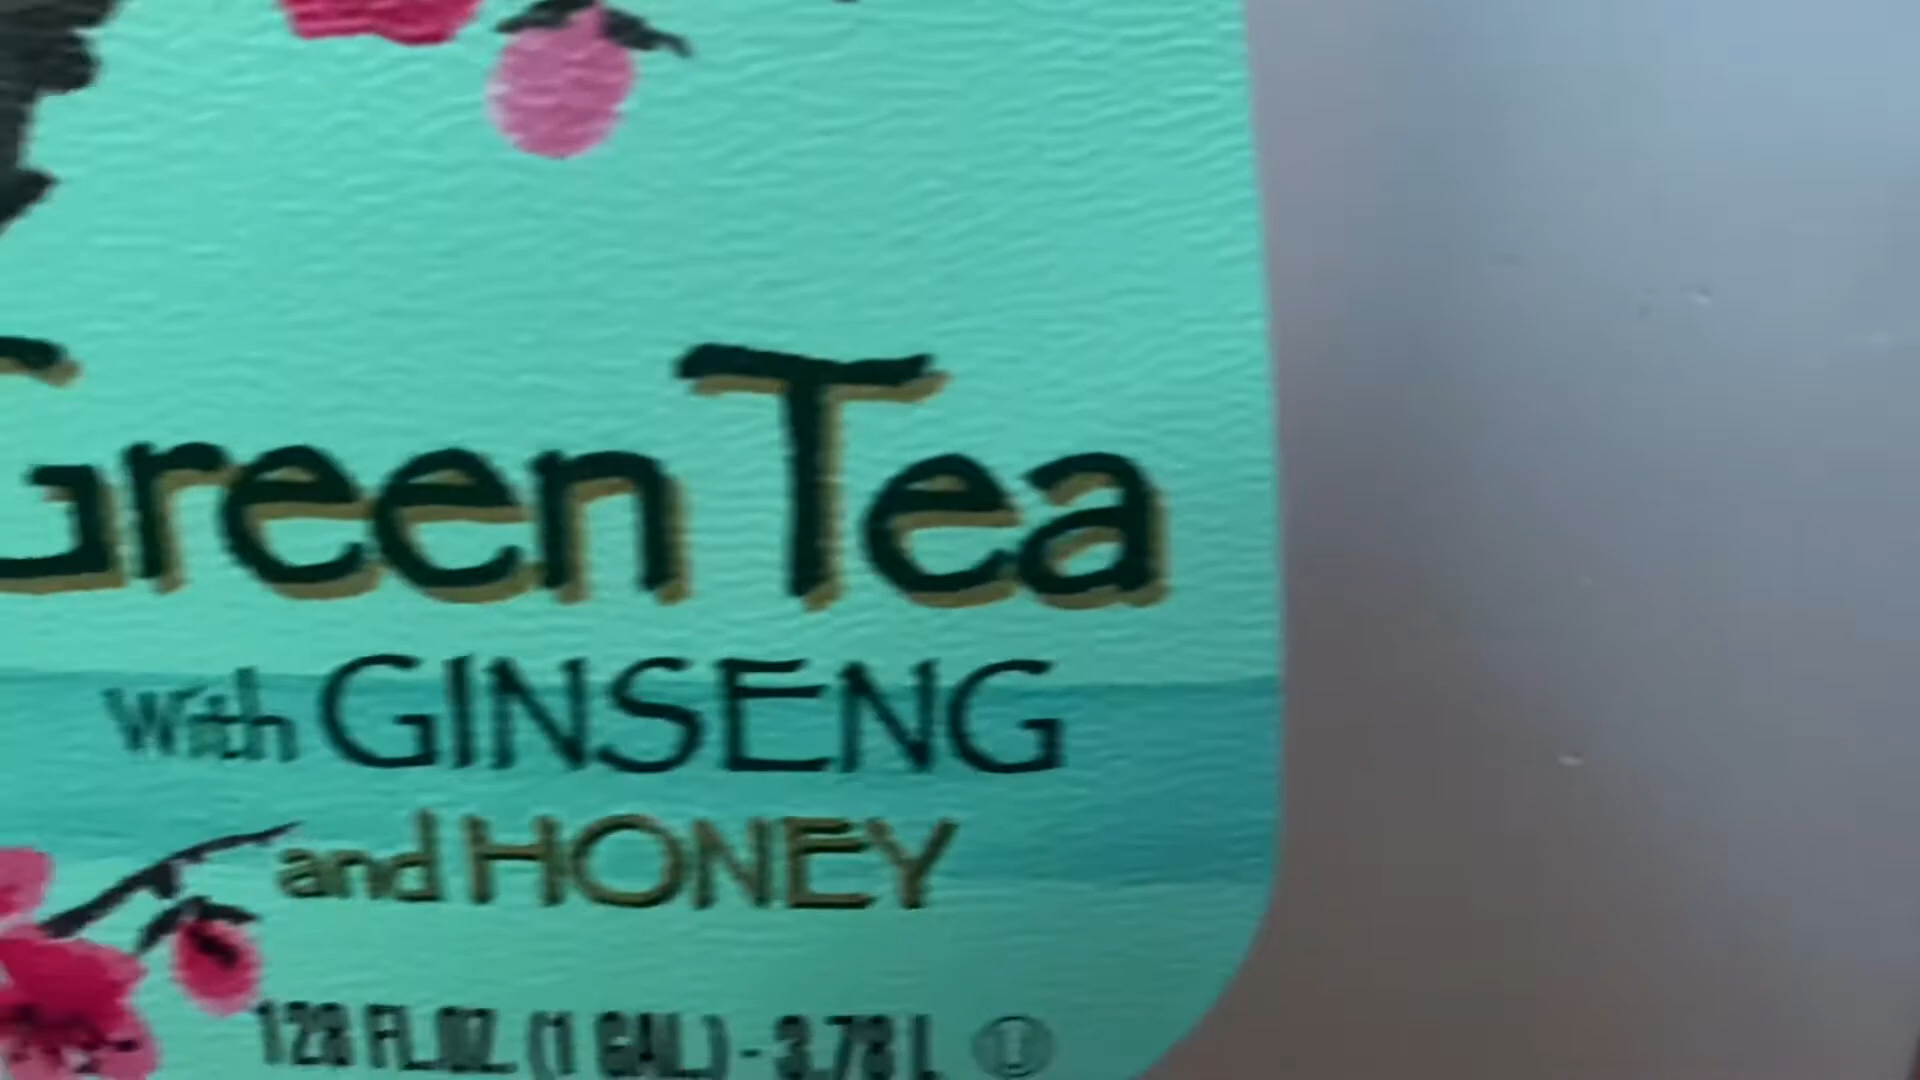 Green Tea
with GINSENG
and HONEY
128 FL.OZ. (1 GAL.) - 3.78 L